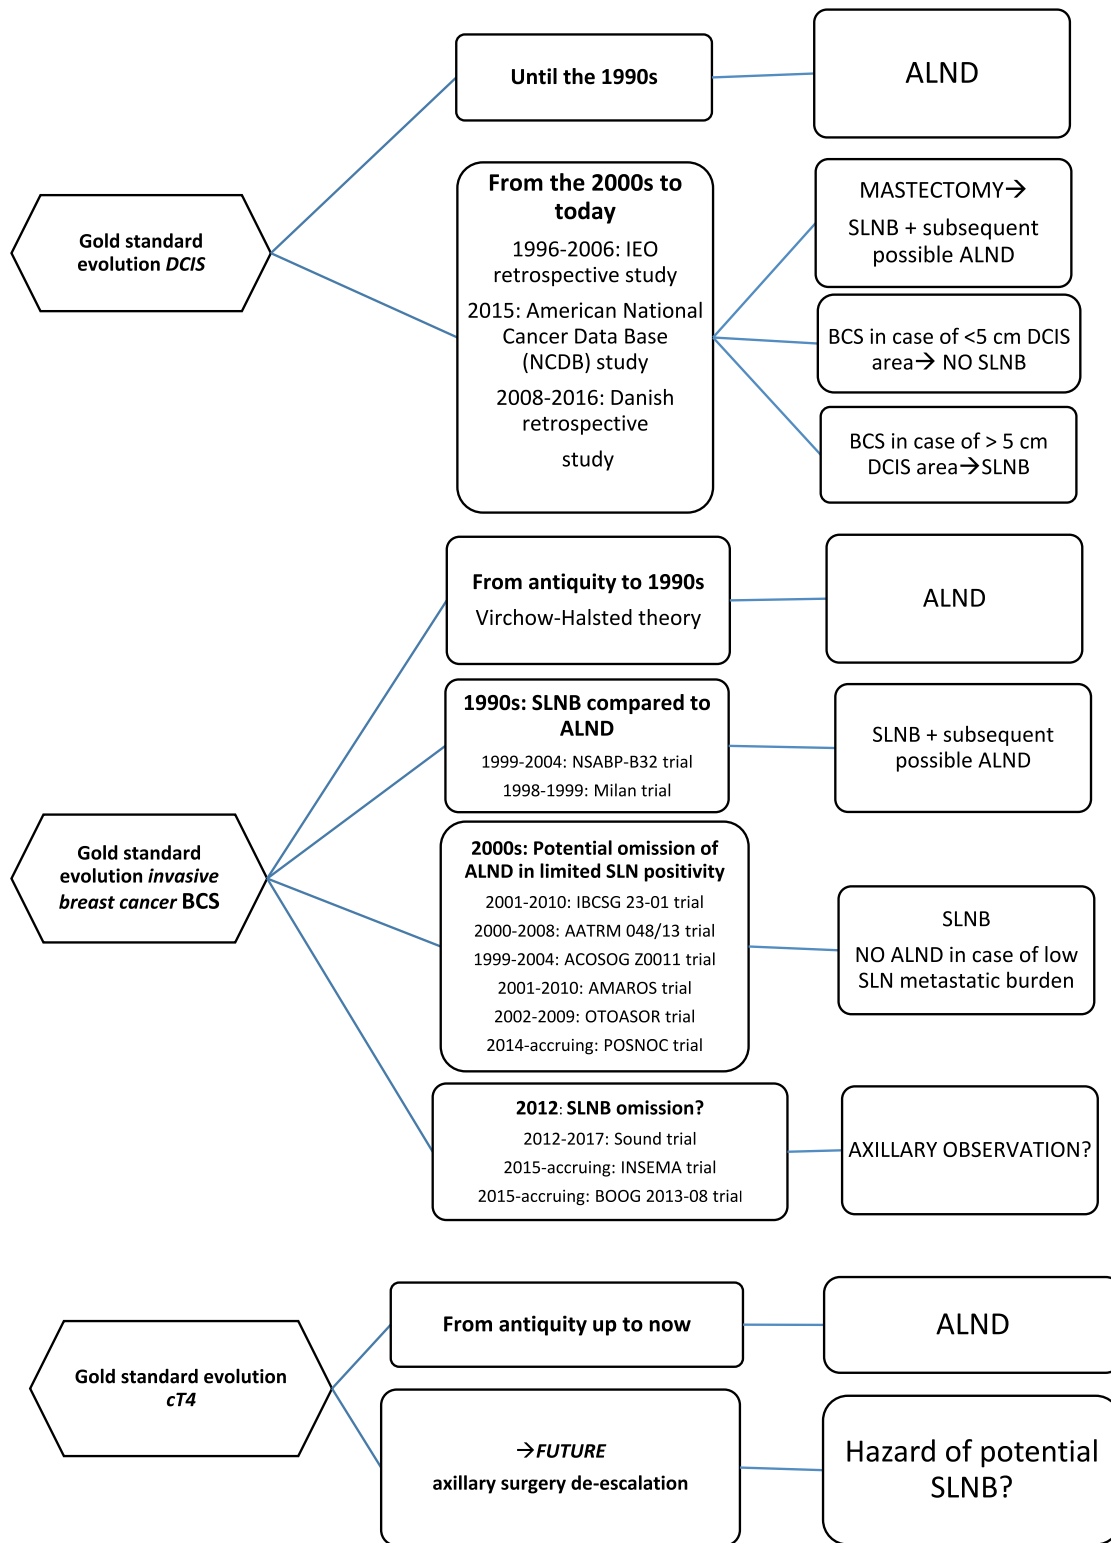 Gold standard
evolution DCIS
Until the 1990s
ALND
From the 2000s to
today
1996-2006: IEO
retrospective study
2015: American National
Cancer Data Base
(NCDB) study
2008-2016: Danish
retrospective
study
MASTECTOMY→
SLNB + subsequent
possible ALND
BCS in case of <5 cm DCIS
area→ NO SLNB
BCS in case of > 5 cm
DCIS area→SLNB
Gold standard
evolution invasive
breast cancer BCS
From antiquity to 1990s
Virchow-Halsted theory
ALND
1990s: SLNB compared to
ALND
1999-2004: NSABP-B32 trial
1998-1999: Milan trial
SLNB + subsequent
possible ALND
2000s: Potential omission of
ALND in limited SLN positivity
2001-2010: IBCSG 23-01 trial
2000-2008: AATRM 048/13 trial
1999-2004: ACOSOG Z0011 trial
2001-2010: AMAROS trial
2002-2009: OTOASOR trial
2014-accruing: POSNOC trial
SLNB
NO ALND in case of low
SLN metastatic burden
2012: SLNB omission?
2012-2017: Sound trial
2015-accruing: INSEMA trial
2015-accruing: BOOG 2013-08 trial
AXILLARY OBSERVATION?
Gold standard evolution
cT4
From antiquity up to now
ALND
→FUTURE
axillary surgery de-escalation
Hazard of potential
SLNB?